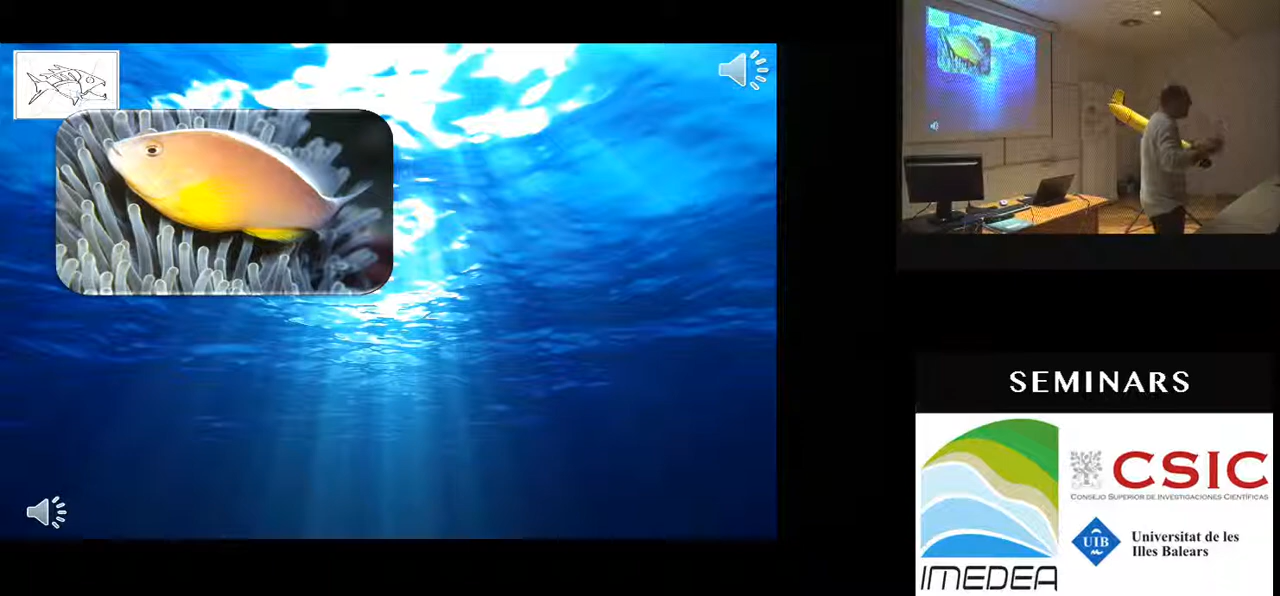 SEMINARS
CSIC
CONSEJO SUPERIOR DE INVESTIGACIONES CIENTÍFICAS
UIB
Universitat de les
Illes Balears
IMEDEA